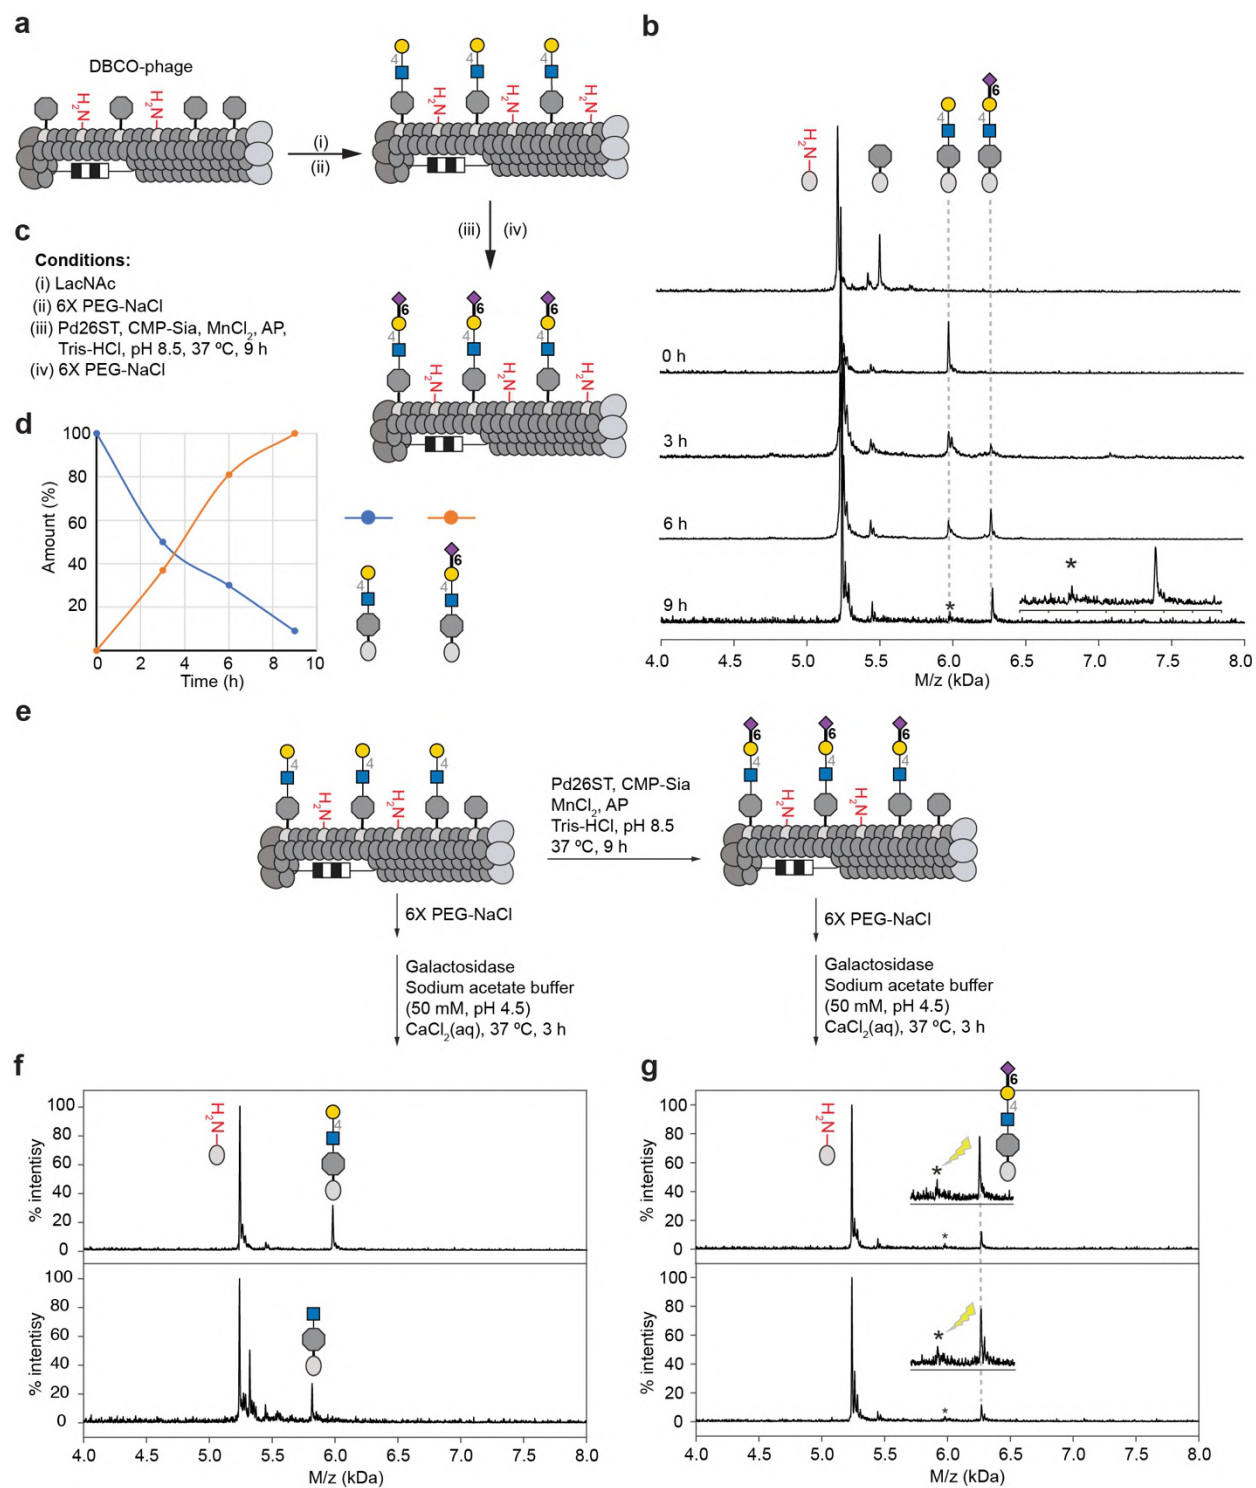 a
DBCO-phage
H₂N
H₂N
(i)
(ii)
4
4
4
H₂N
H₂N
H₂N
(iii)
(iv)
6
6
6
4
4
4
H₂N
H₂N
H₂N
b
H₂N
4
6
4
0 h
3 h
6 h
9 h
*
*
4.0 4.5 5.0 5.5 6.0 6.5 7.0 7.5 8.0
M/z (kDa)
c
Conditions:
(i) LacNAc
(ii) 6X PEG-NaCl
(iii) Pd26ST, CMP-Sia, MnCl₂, AP,
Tris-HCl, pH 8.5, 37 ºC, 9 h
(iv) 6X PEG-NaCl
d
Amount (%)
100
80
60
40
20
0 2 4 6 8 10
Time (h)
4
6
4
e
4
4
4
H₂N
H₂N
Pd26ST, CMP-Sia
MnCl₂, AP
Tris-HCl, pH 8.5
37 ºC, 9 h
6
6
6
4
4
4
H₂N
H₂N
6X PEG-NaCl
Galactosidase
Sodium acetate buffer
(50 mM, pH 4.5)
CaCl₂(aq), 37 ºC, 3 h
6X PEG-NaCl
Galactosidase
Sodium acetate buffer
(50 mM, pH 4.5)
CaCl₂(aq), 37 ºC, 3 h
f
% intentisy
100
80
60
40
20
0
H₂N
4
% intentisy
100
80
60
40
20
0
4.0 4.5 5.0 5.5 6.0 6.5 7.0 7.5 8.0
M/z (kDa)
g
% intentisy
100
80
60
40
20
0
H₂N
6
4
*
*
% intentisy
100
80
60
40
20
0
*
*
4.0 4.5 5.0 5.5 6.0 6.5 7.0 7.5 8.0
M/z (kDa)